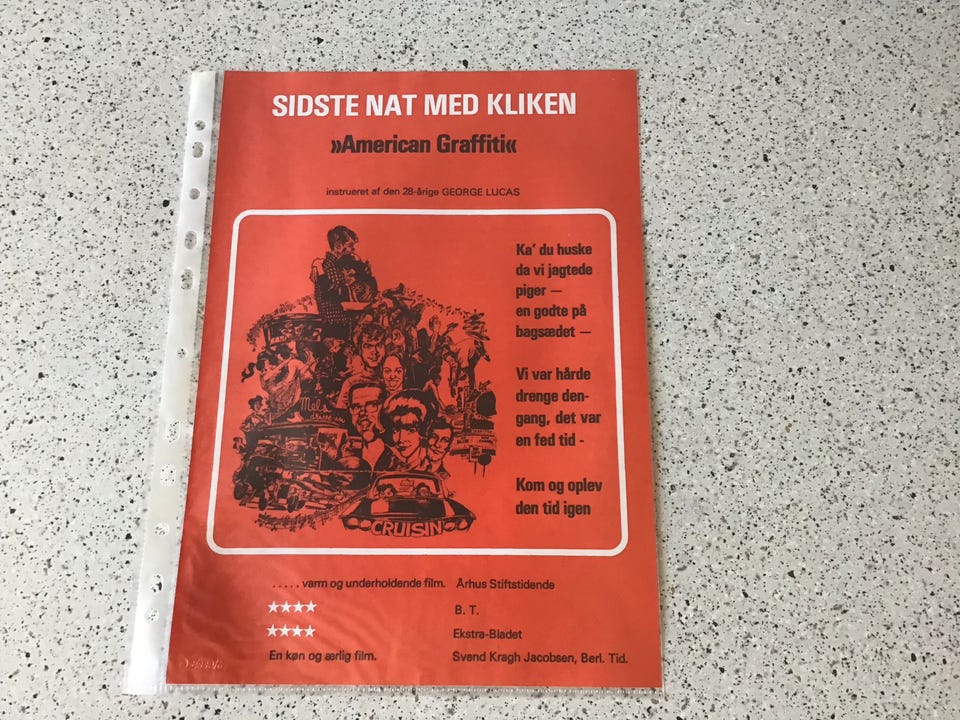 SIDSTE NAT MED KLIKEN
»American Graffiti«
instrueret af den 28-årige GEORGE LUCAS
Ka' du huske
da vi jagtede
piger —
en godte på
bagsædet —
Vi var hårde
drenge den-
gang, det var
en fed tid -
Kom og oplev
den tid igen
Mels
CRUISIN'
. . . . . varm og underholdende film. Århus Stiftstidende
★★★★ B. T.
★★★★ Ekstra-Bladet
En køn og ærlig film. Svend Kragh Jacobsen, Berl. Tid.